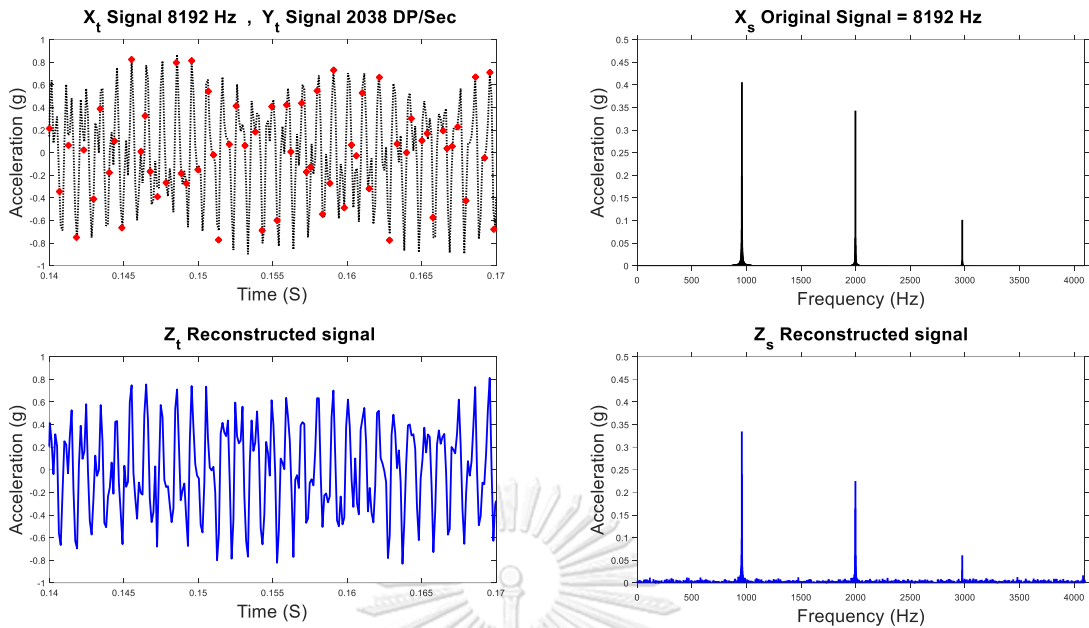 X_t Signal 8192 Hz , Y_t Signal 2038 DP/Sec
Acceleration (g)
1
0.8
0.6
0.4
0.2
0
-0.2
-0.4
-0.6
-0.8
-1
0.14 0.145 0.15 0.155 0.16 0.165 0.17
Time (S)
X_s Original Signal = 8192 Hz
Acceleration (g)
0.5
0.45
0.4
0.35
0.3
0.25
0.2
0.15
0.1
0.05
0
0 500 1000 1500 2000 2500 3000 3500 4000
Frequency (Hz)
Z_t Reconstructed signal
Acceleration (g)
1
0.8
0.6
0.4
0.2
0
-0.2
-0.4
-0.6
-0.8
-1
0.14 0.145 0.15 0.155 0.16 0.165 0.17
Time (S)
Z_s Reconstructed signal
Acceleration (g)
0.5
0.45
0.4
0.35
0.3
0.25
0.2
0.15
0.1
0.05
0
0 500 1000 1500 2000 2500 3000 3500 4000
Frequency (Hz)